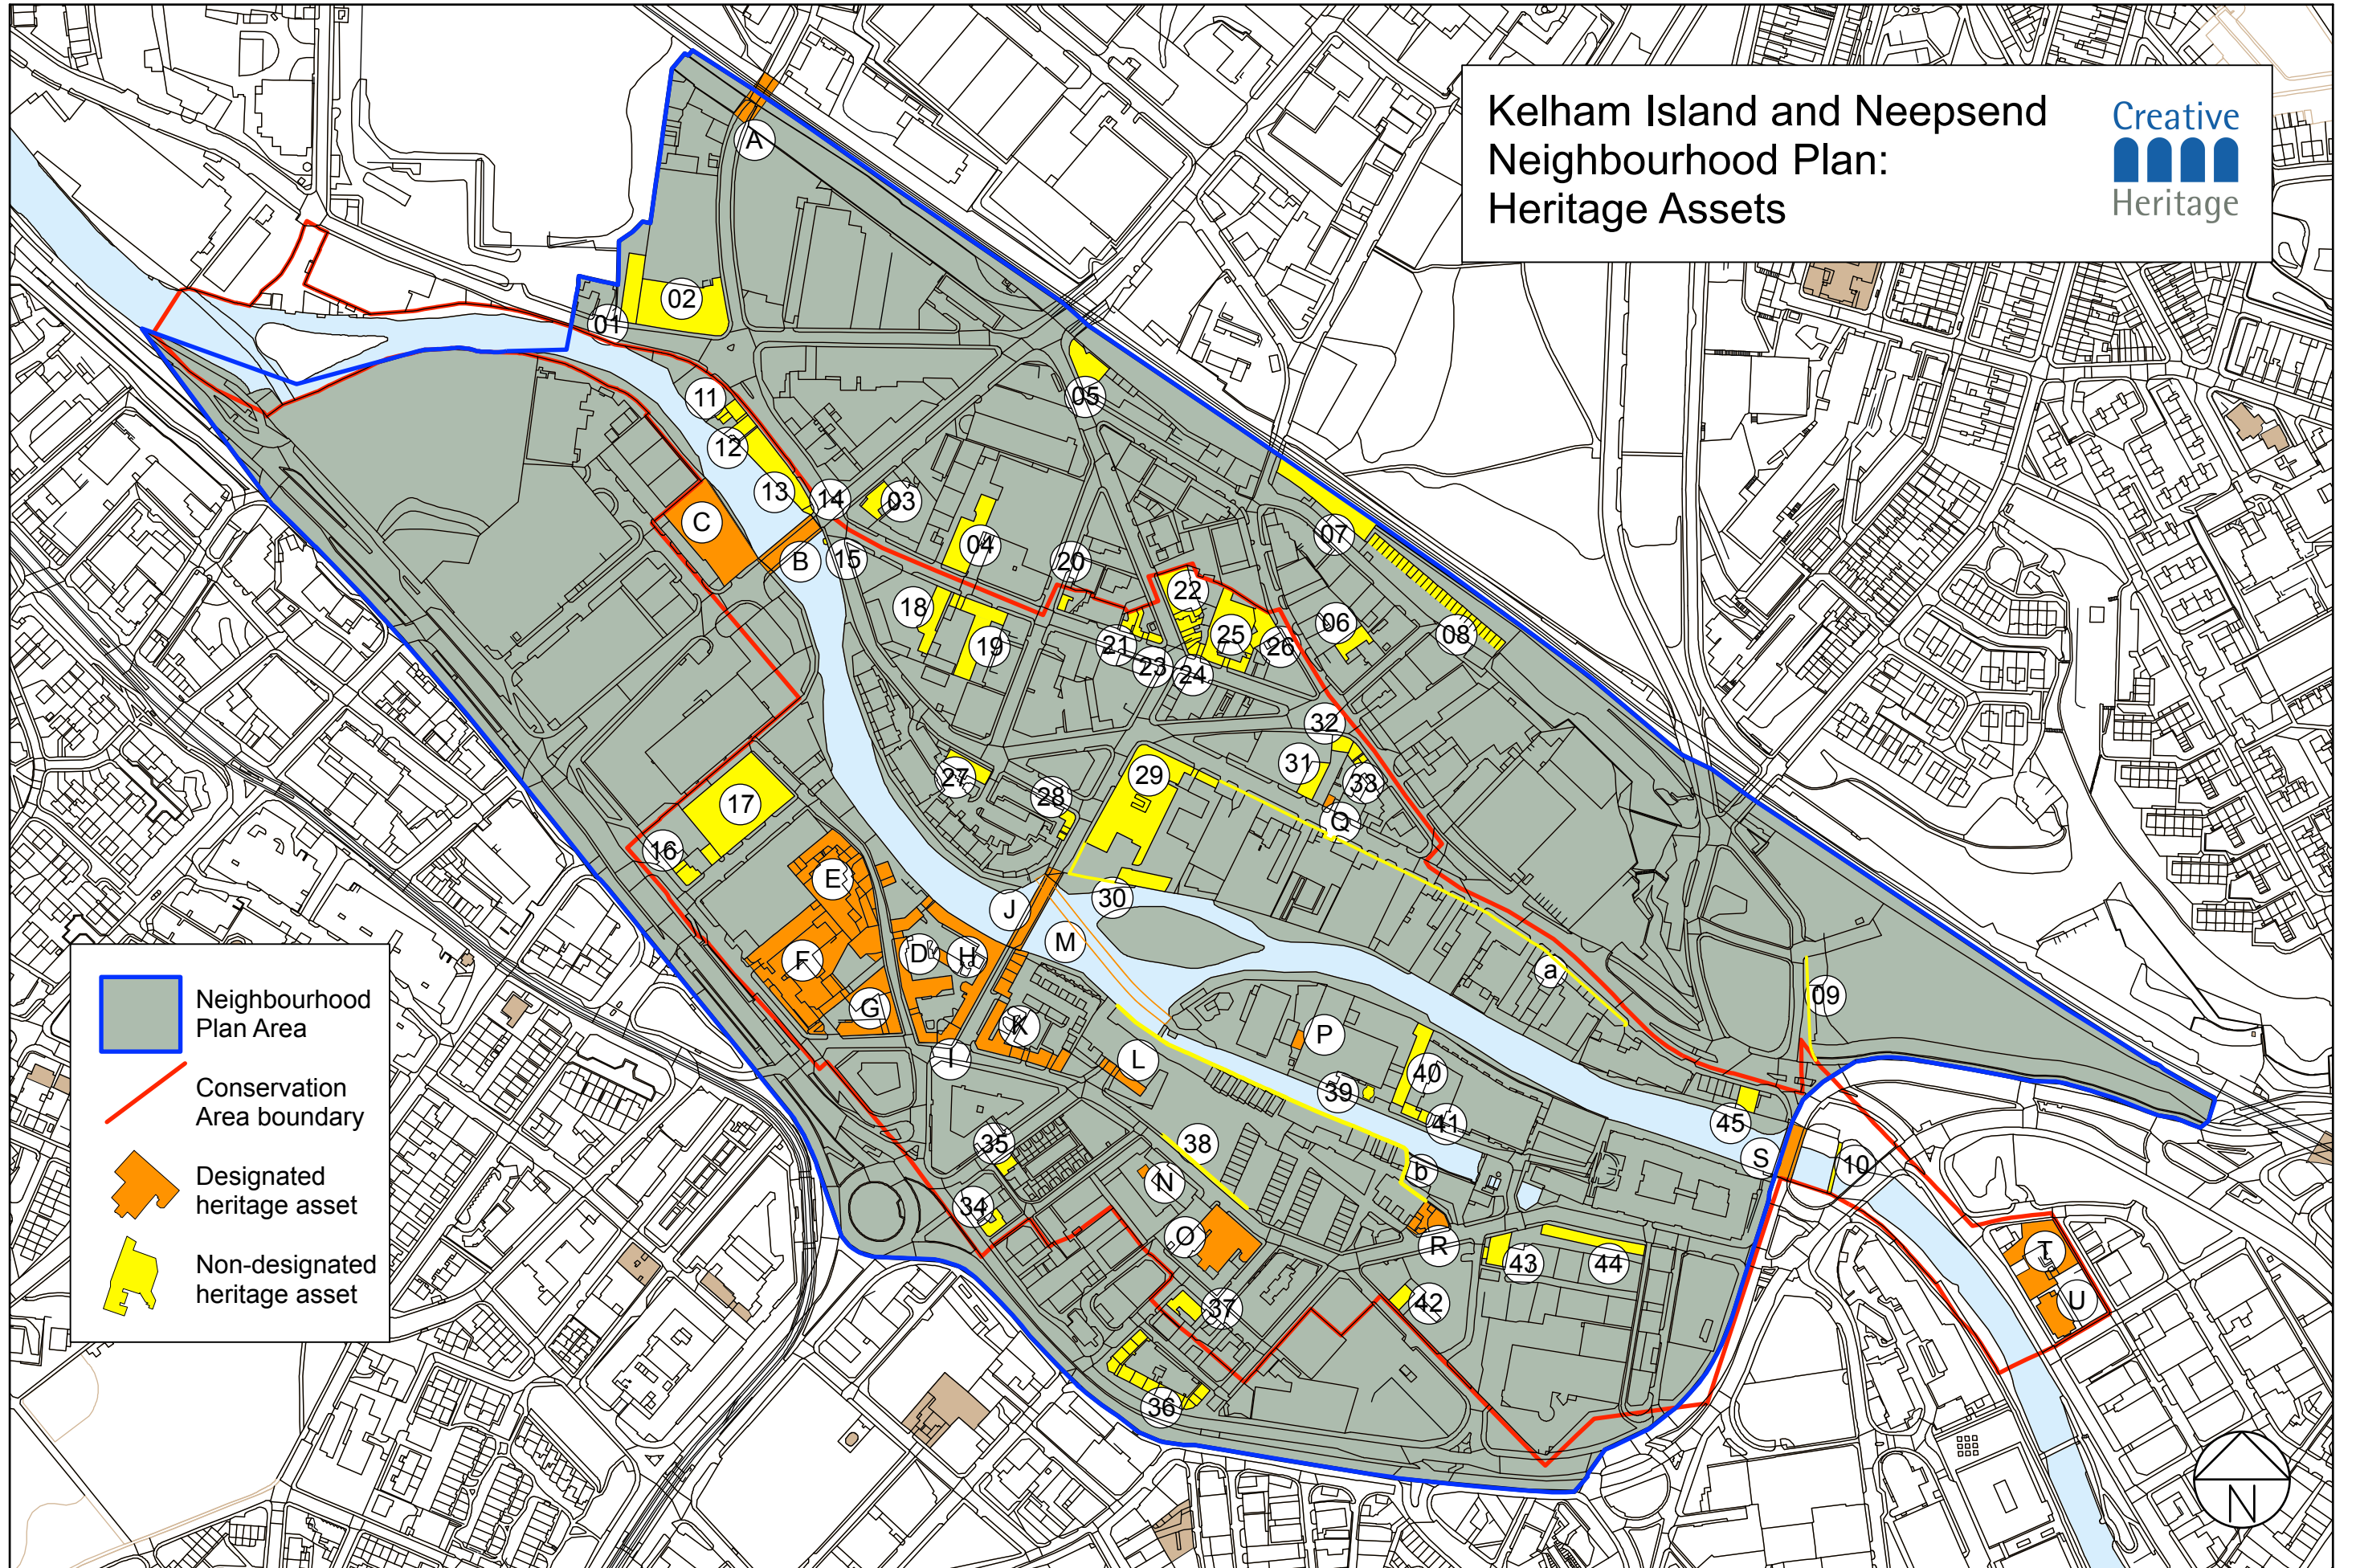 Kelham Island and Neepsend
Neighbourhood Plan:
Heritage Assets
Creative
Heritage
A
02
01
05
11
12
13
14
03
C
04
07
B
15
20
22
18
06
25
08
19
21
26
23
24
32
31
27
29
33
28
17
Q
16
E
30
J
M
D
H
F
a
09
G
K
P
I
L
40
39
41
45
35
38
b
S
10
N
34
O
R
43
44
T
37
42
U
36
Neighbourhood
Plan Area
Conservation
Area boundary
Designated
heritage asset
Non-designated
heritage asset
N